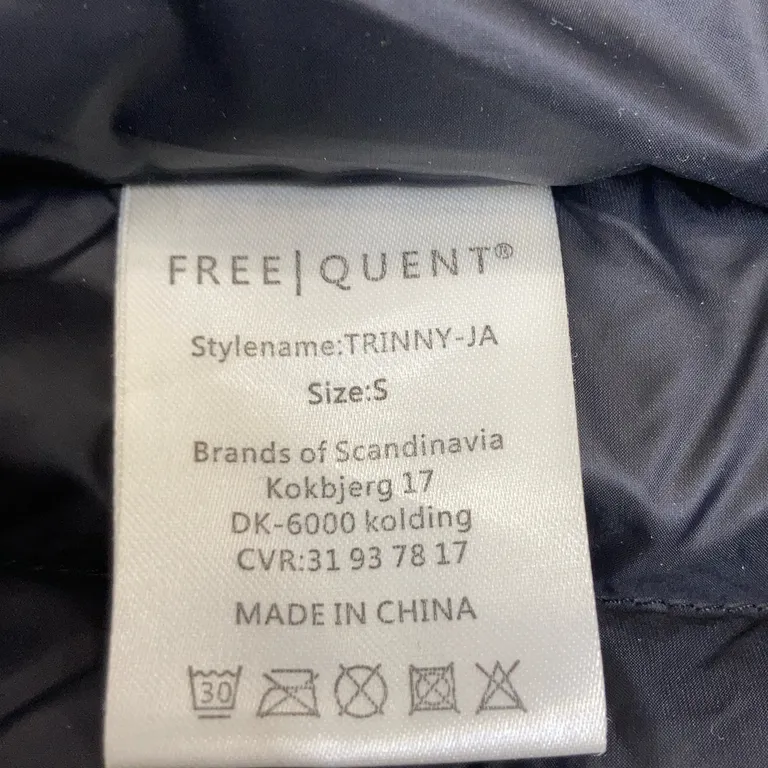 FREE|QUENT®
Stylename:TRINNY-JA
Size:S
Brands of Scandinavia
Kokbjerg 17
DK-6000 kolding
CVR:31 93 78 17
MADE IN CHINA
30